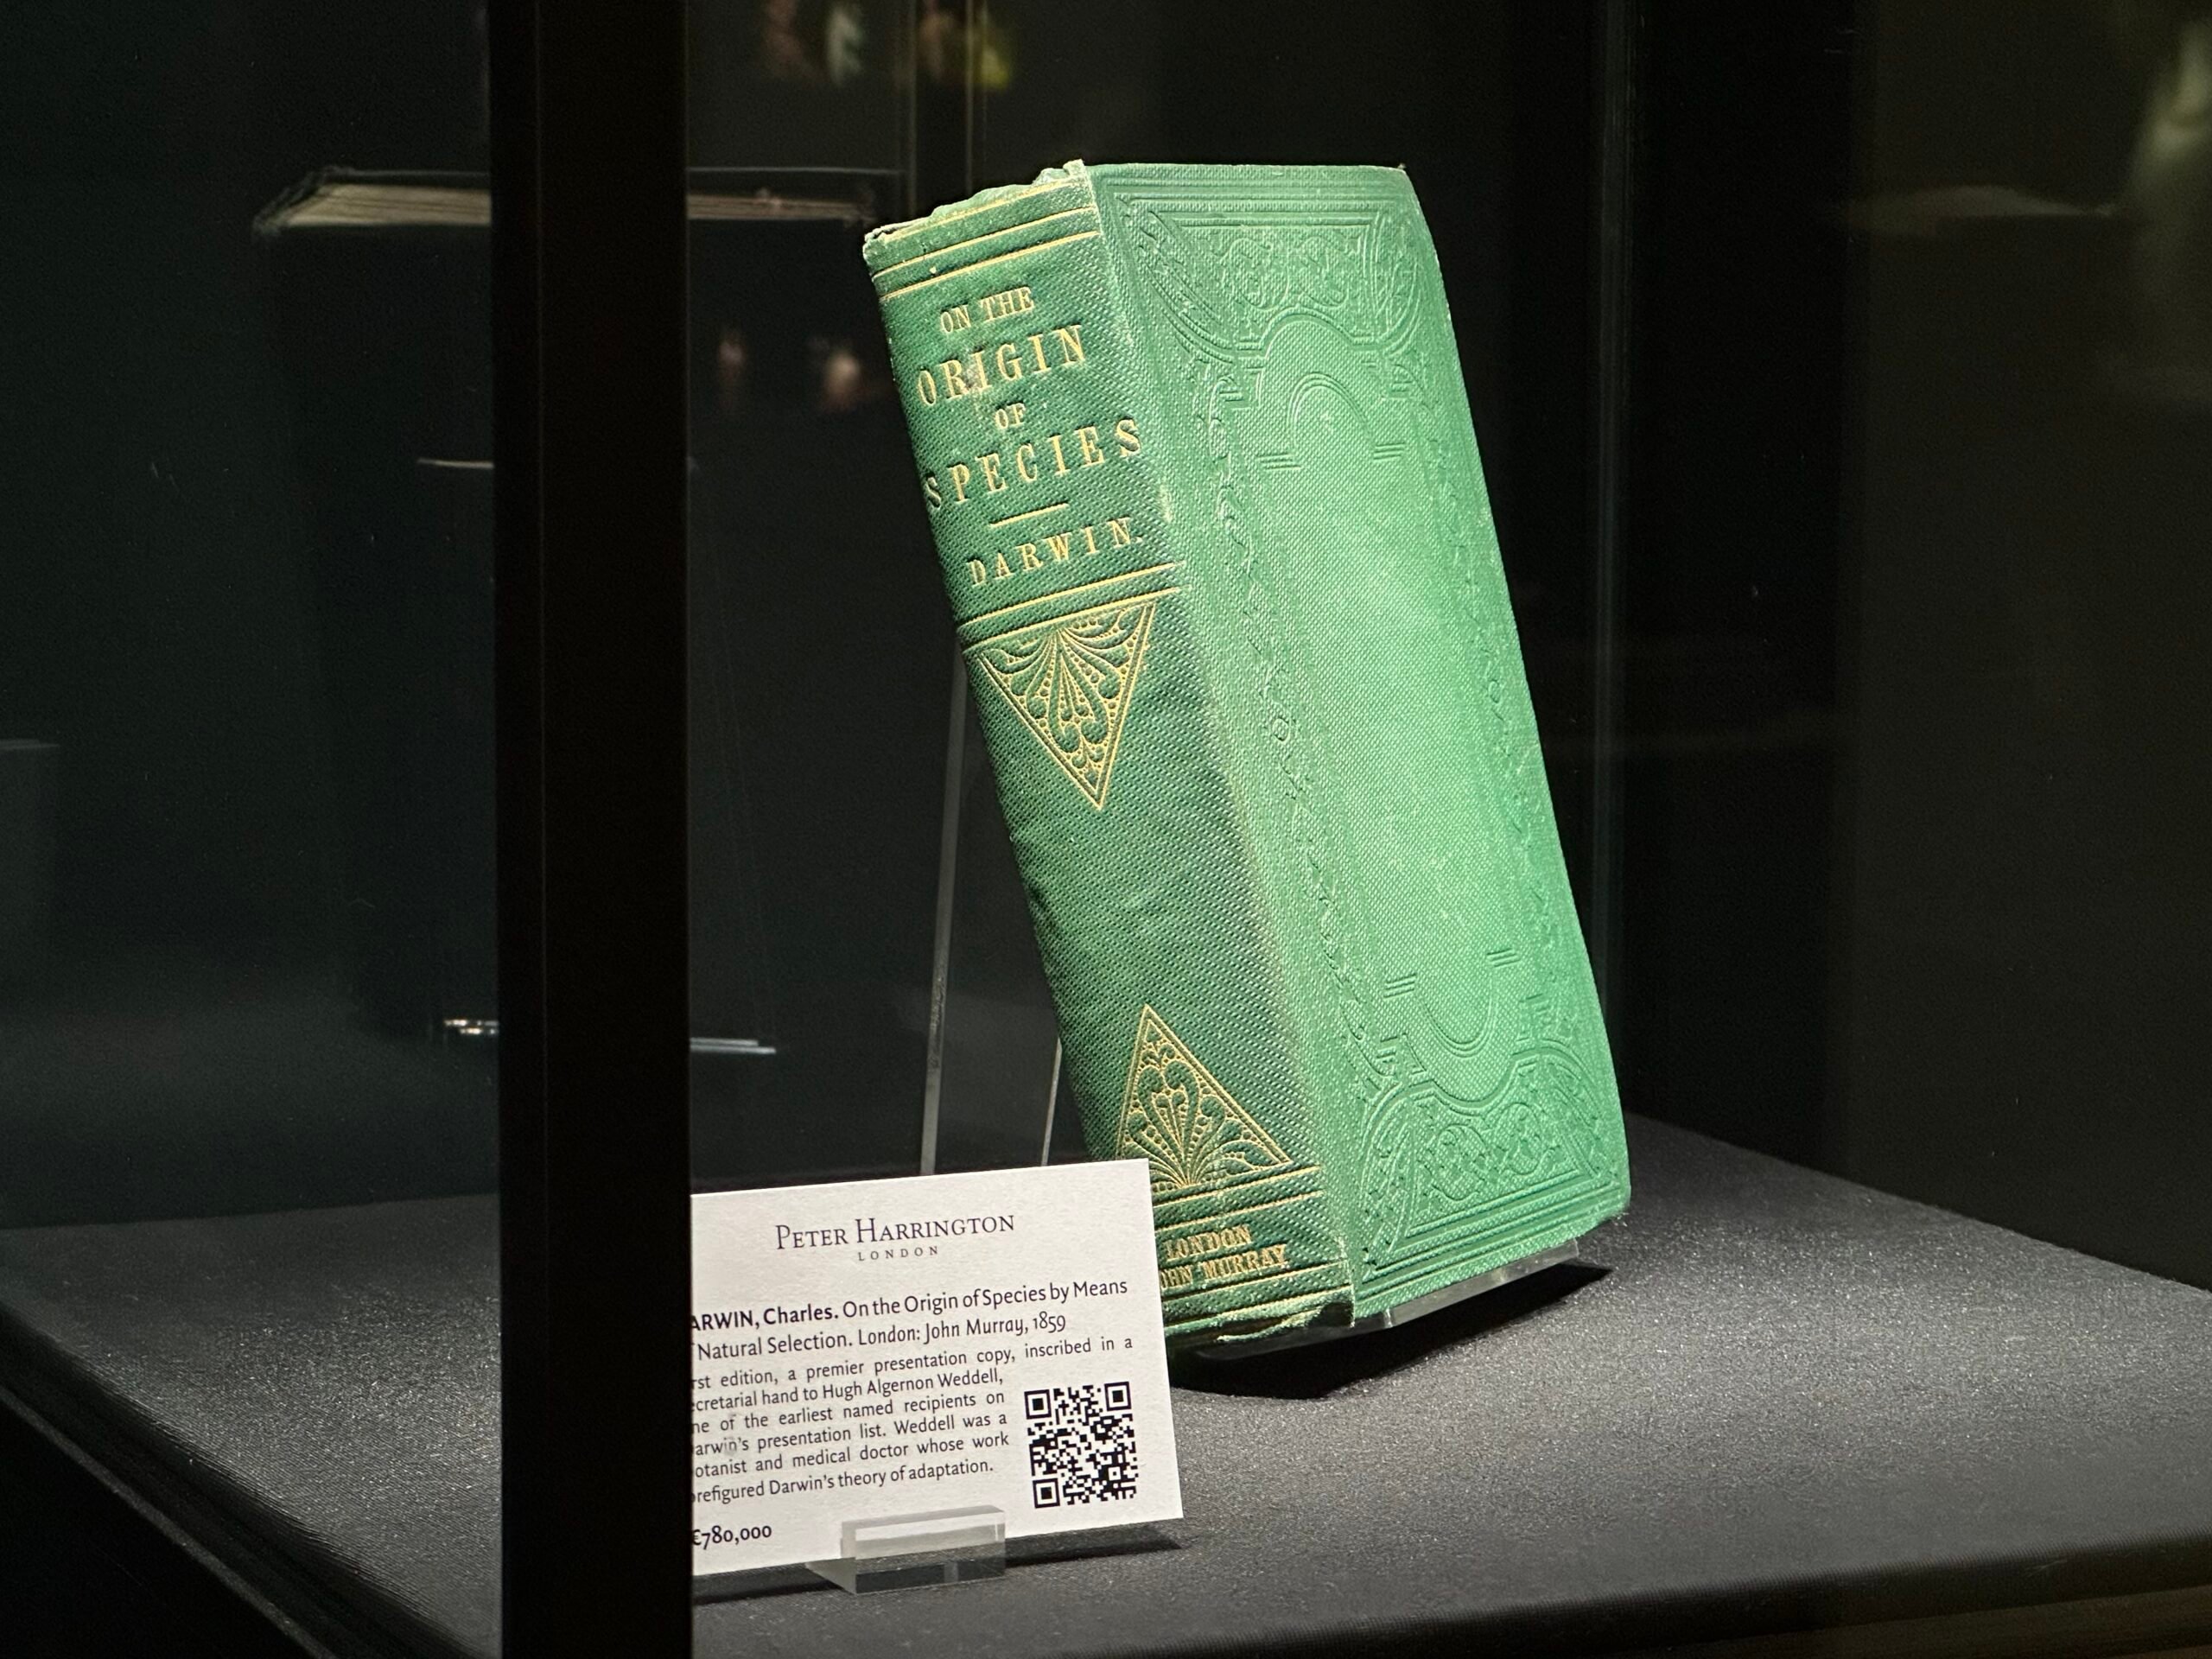 ON THE
ORIGIN
OF
SPECIES
DARWIN.
LONDON
OHN MURRAY
PETER HARRINGTON
LONDON
ARWIN, Charles. On the Origin of Species by Means
Natural Selection. London: John Murray, 1859
rst edition, a premier presentation copy, inscribed in a
ecretarial hand to Hugh Algernon Weddell,
ne of the earliest named recipients on
arwin's presentation list. Weddell was a
otanist and medical doctor whose work
prefigured Darwin's theory of adaptation.
€780,000